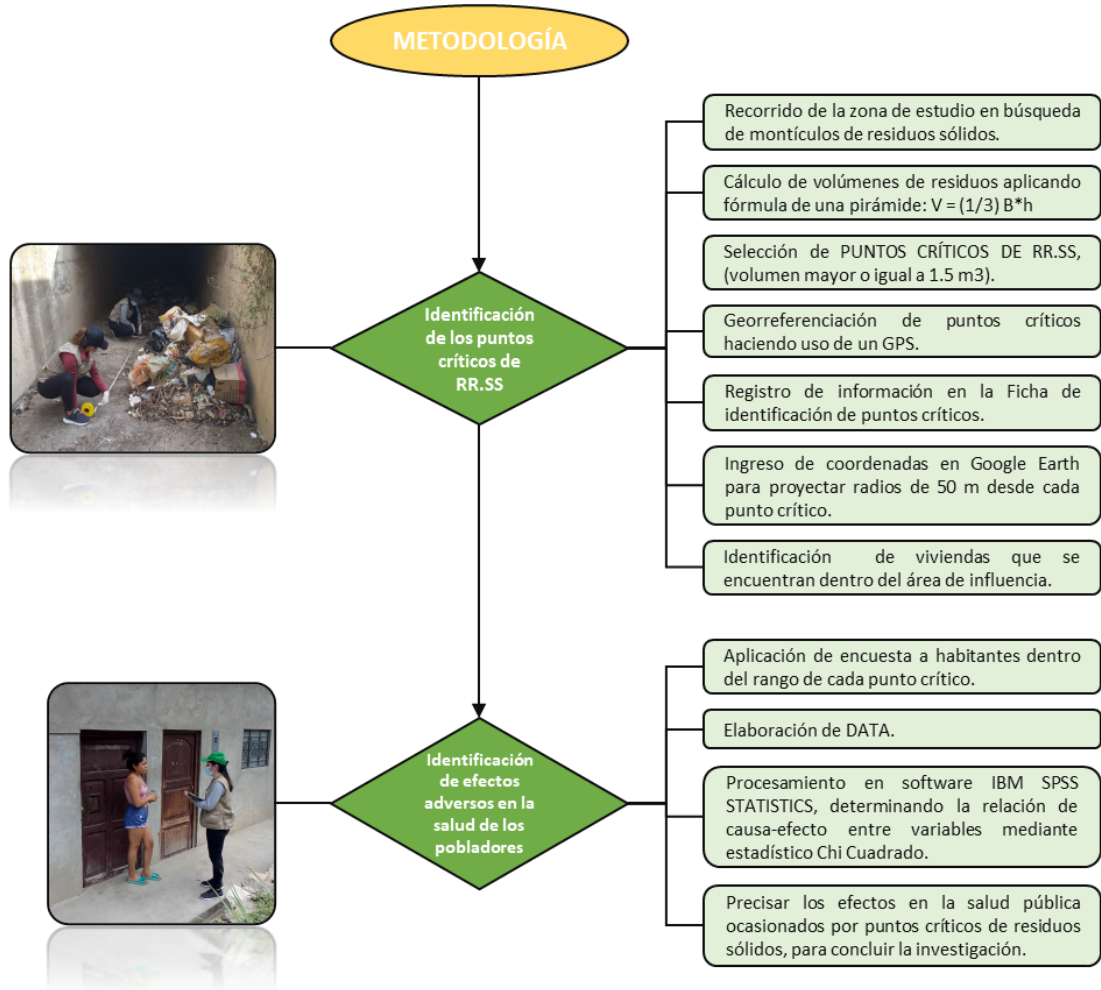 METODOLOGÍA
Recorrido de la zona de estudio en búsqueda
de montículos de residuos sólidos.
Cálculo de volúmenes de residuos aplicando
fórmula de una pirámide: V = (1/3) B*h
Selección de PUNTOS CRÍTICOS DE RR.SS,
(volumen mayor o igual a 1.5 m3).
Identificación
de los puntos
críticos de
RR.SS
Georreferenciación de puntos críticos
haciendo uso de un GPS.
Registro de información en la Ficha de
identificación de puntos críticos.
Ingreso de coordenadas en Google Earth
para proyectar radios de 50 m desde cada
punto crítico.
Identificación de viviendas que se
encuentran dentro del área de influencia.
Aplicación de encuesta a habitantes dentro
del rango de cada punto crítico.
Elaboración de DATA.
Identificación
de efectos
adversos en la
salud de los
pobladores
Procesamiento en software IBM SPSS
STATISTICS, determinando la relación de
causa-efecto entre variables mediante
estadístico Chi Cuadrado.
Precisar los efectos en la salud pública
ocasionados por puntos críticos de residuos
sólidos, para concluir la investigación.